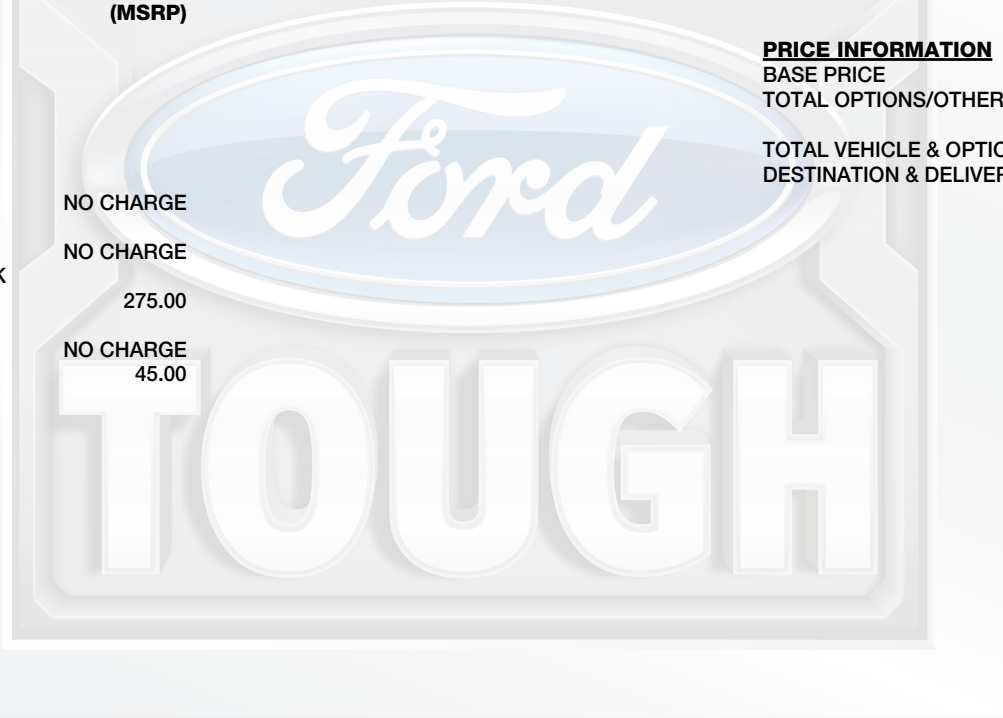 (MSRP)
NO CHARGE
NO CHARGE
K
275.00
NO CHARGE
45.00
PRICE INFORMATION
BASE PRICE
TOTAL OPTIONS/OTHER
TOTAL VEHICLE & OPTIO
DESTINATION & DELIVER
Ford
TOUGH